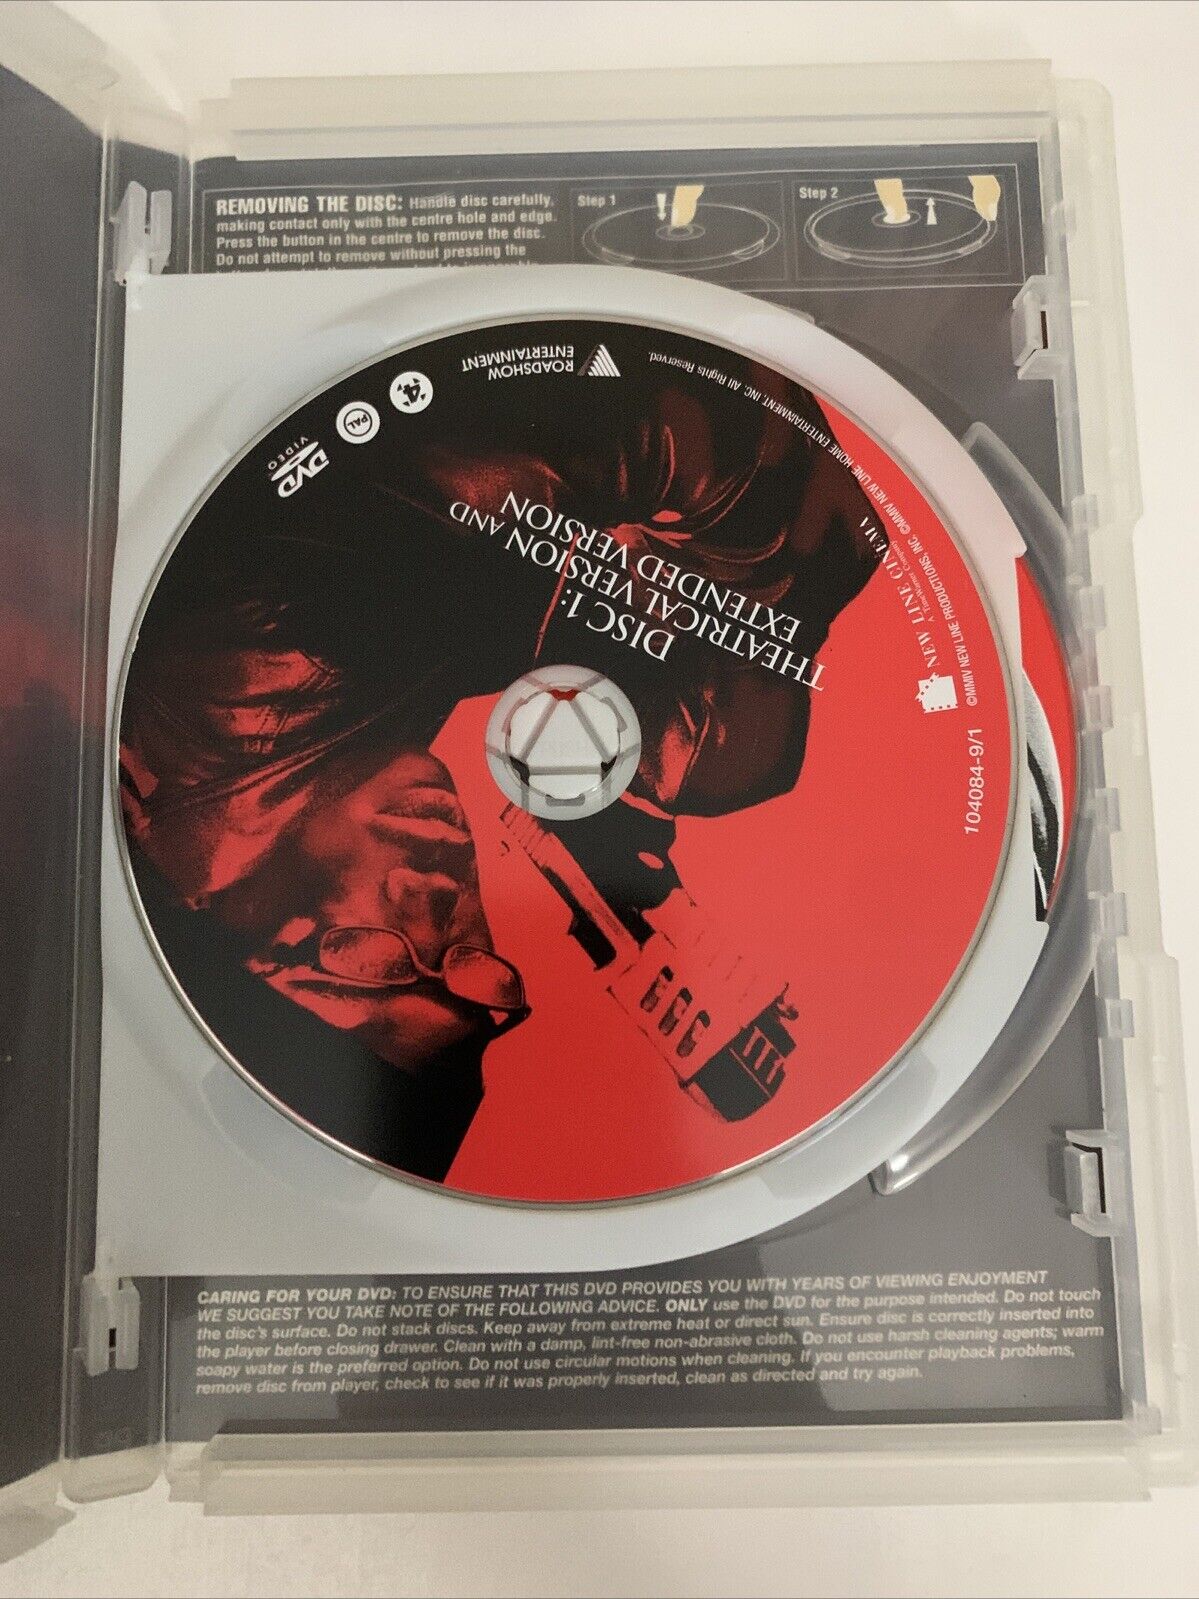 REMOVING THE DISC: Handle disc carefully,
making contact only with the centre hole and edge.
Press the button in the centre to remove the disc.
Do not attempt to remove without pressing the
Step 1
Step 2
DISC 1:
THEATRICAL VERSION AND
EXTENDED VERSION
ROADSHOW
ENTERTAINMENT
4
PAL
DVD
VIDEO
NEW LINE CINEMA
A TimeWarner Company
©MMIV NEW LINE PRODUCTIONS, INC. ©MMIV NEW LINE HOME ENTERTAINMENT, INC. All Rights Reserved.
104084-9/1
CARING FOR YOUR DVD: TO ENSURE THAT THIS DVD PROVIDES YOU WITH YEARS OF VIEWING ENJOYMENT
WE SUGGEST YOU TAKE NOTE OF THE FOLLOWING ADVICE. ONLY use the DVD for the purpose intended. Do not touch
the disc's surface. Do not stack discs. Keep away from extreme heat or direct sun. Ensure disc is correctly inserted into
the player before closing drawer. Clean with a damp, lint-free non-abrasive cloth. Do not use harsh cleaning agents; warm
soapy water is the preferred option. Do not use circular motions when cleaning. If you encounter playback problems,
remove disc from player, check to see if it was properly inserted, clean as directed and try again.